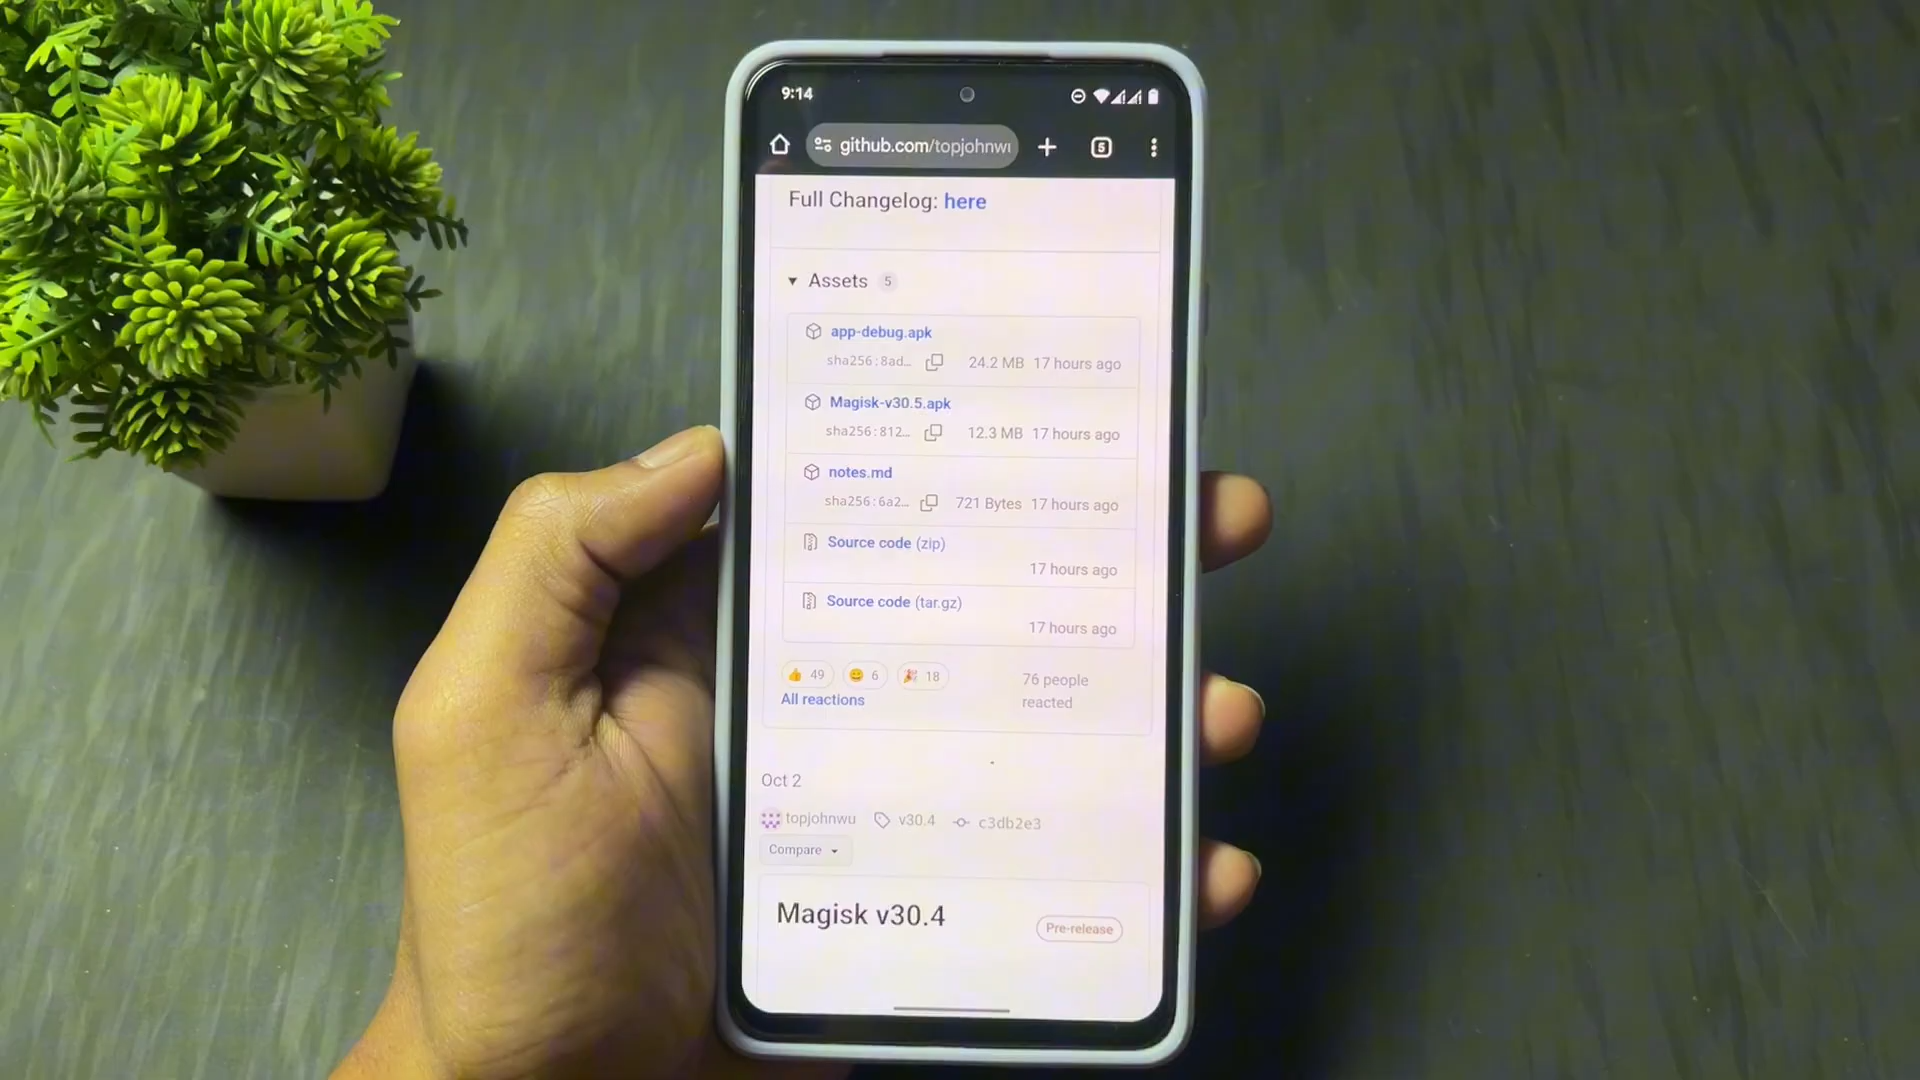 9:14
github.com/topjohnwu
5
Full Changelog: here
Assets 5
app-debug.apk
sha256:8ad… 24.2 MB 17 hours ago
Magisk-v30.5.apk
sha256:812… 12.3 MB 17 hours ago
notes.md
sha256:6a2… 721 Bytes 17 hours ago
Source code (zip)
17 hours ago
Source code (tar.gz)
17 hours ago
49 6 18 76 people
All reactions reacted
Oct 2
topjohnwu v30.4 c3db2e3
Compare
Magisk v30.4 Pre-release